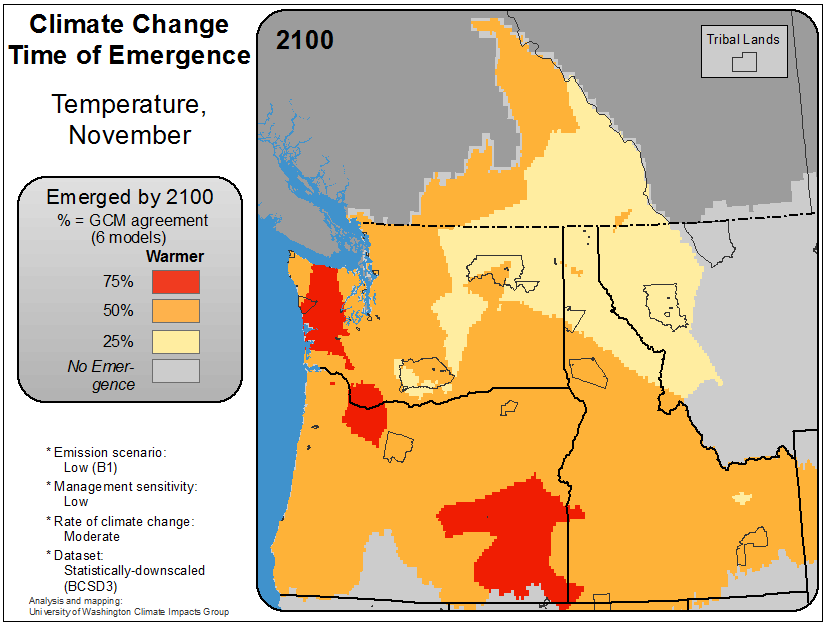 Climate Change
Time of Emergence
Temperature,
November
Emerged by 2100
% = GCM agreement
(6 models)
Warmer
75%
50%
25%
No Emer-
gence
* Emission scenario:
Low (B1)
* Management sensitivity:
Low
* Rate of climate change:
Moderate
* Dataset:
Statistically-downscaled
(BCSD3)
Analysis and mapping:
University of Washington Climate Impacts Group
2100
Tribal Lands